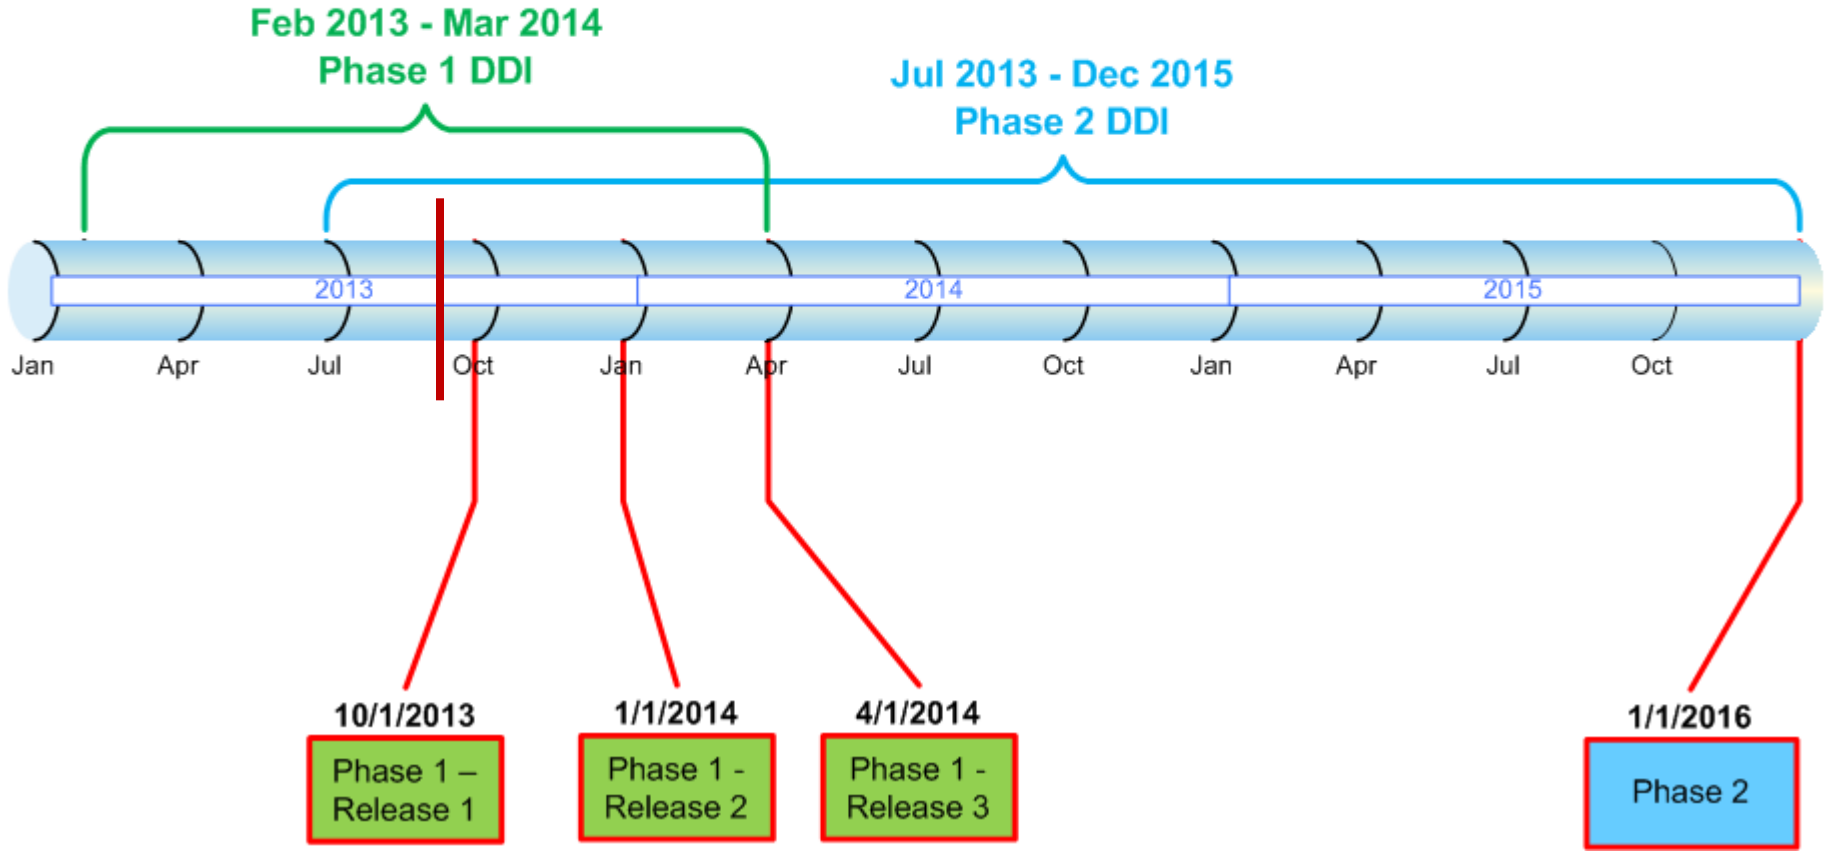 Feb 2013 - Mar 2014
Phase 1 DDI
Jul 2013 - Dec 2015
Phase 2 DDI
2013 2014 2015
Jan Apr Jul Oct Jan Apr Jul Oct Jan Apr Jul Oct
10/1/2013
Phase 1 –
Release 1
1/1/2014
Phase 1 -
Release 2
4/1/2014
Phase 1 -
Release 3
1/1/2016
Phase 2